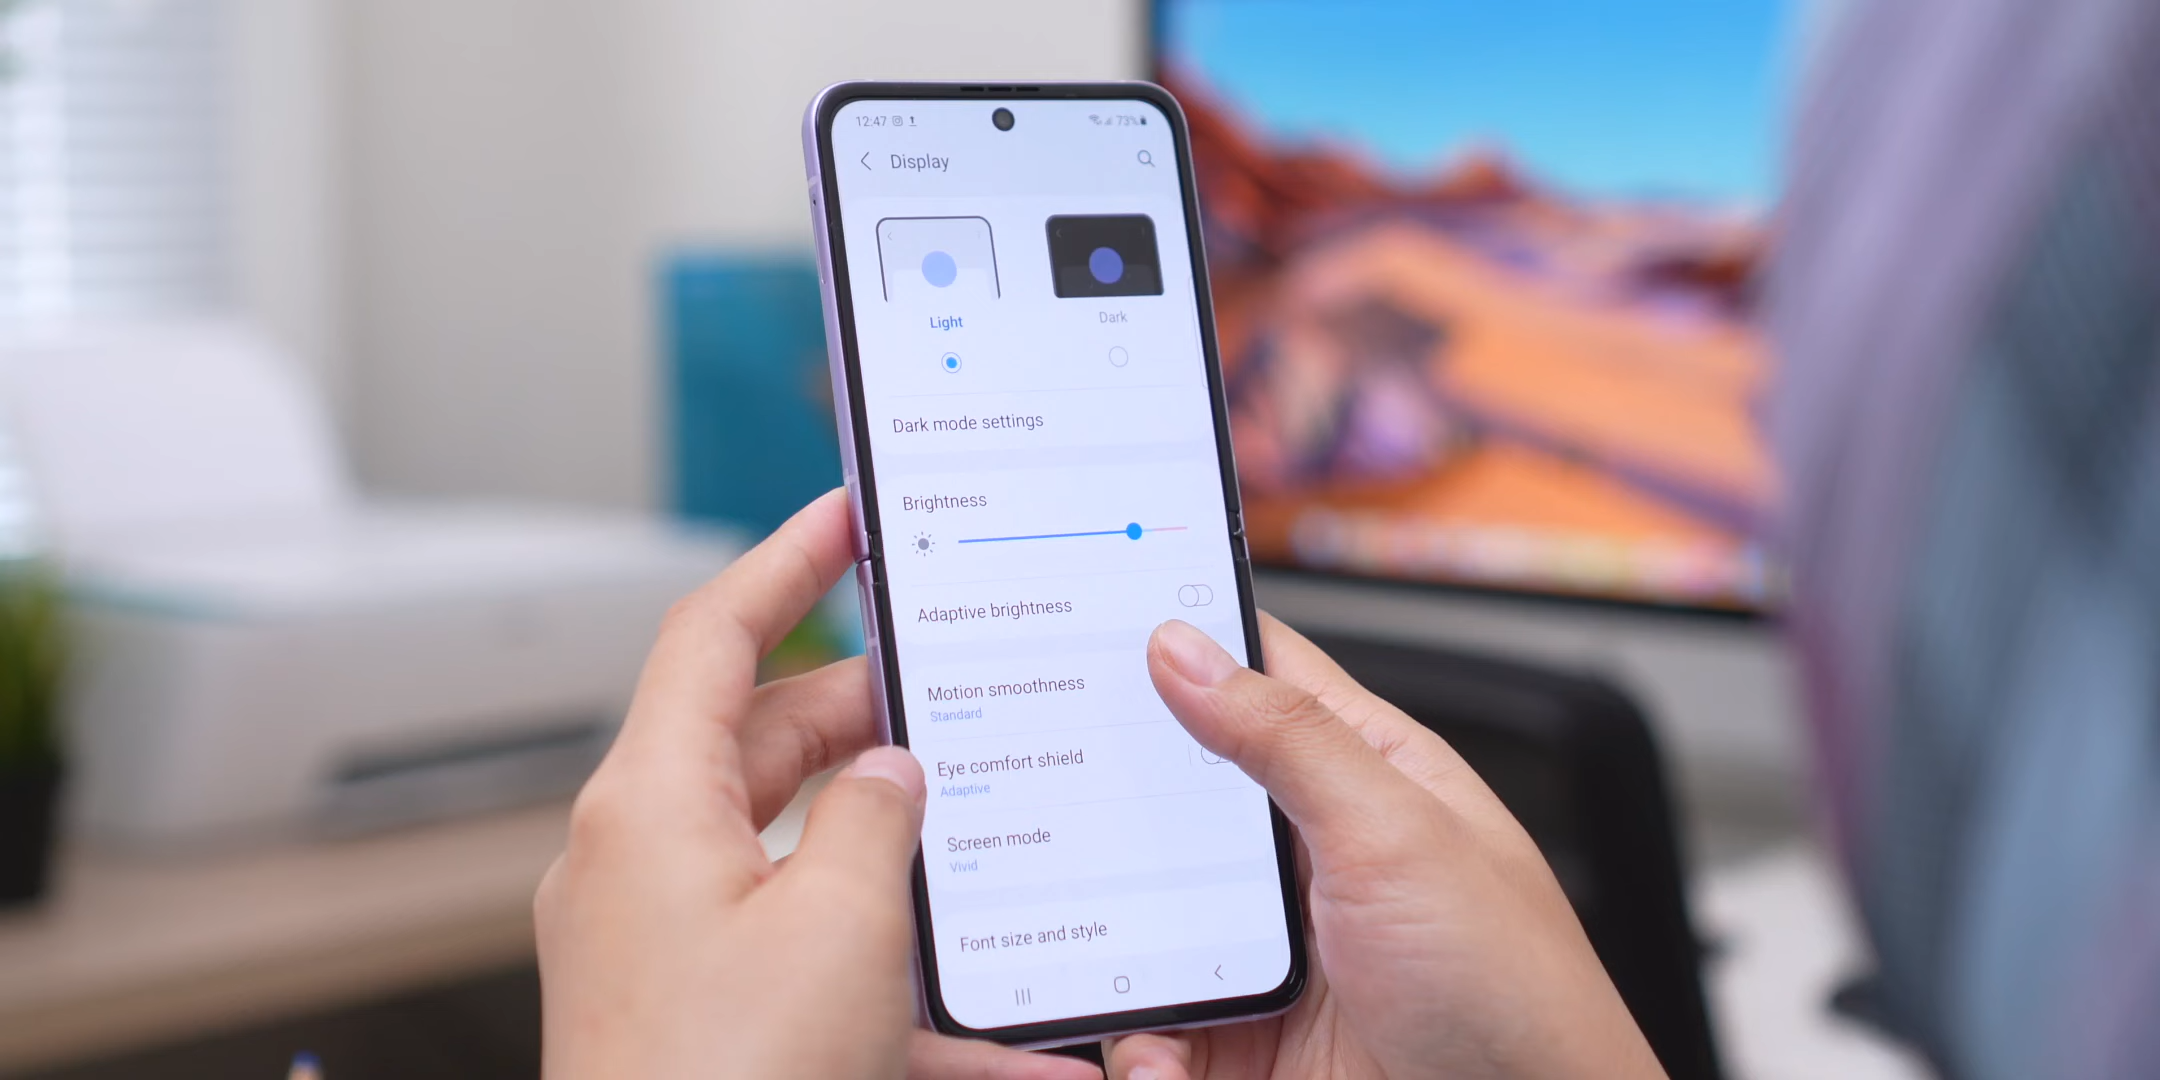 12:47 73%
Display
Light Dark
Dark mode settings
Brightness
Adaptive brightness
Motion smoothness
Standard
Eye comfort shield
Adaptive
Screen mode
Vivid
Font size and style